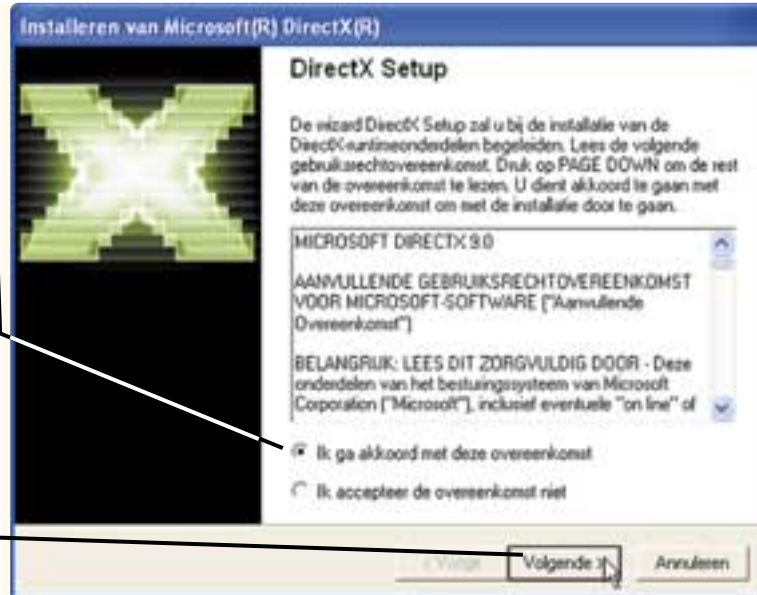 Installeren van Microsoft(R) DirectX(R)
DirectX Setup
De wizard DirectX Setup zal u bij de installatie van de
DirectX-runtimeonderdelen begeleiden. Lees de volgende
gebruiksrechtovereenkomst. Druk op PAGE DOWN om de rest
van de overeenkomst te lezen. U dient akkoord te gaan met
deze overeenkomst om met de installatie door te gaan.
MICROSOFT DIRECTX 9.0
AANVULLENDE GEBRUIKSRECHTOVEREENKOMST
VOOR MICROSOFT-SOFTWARE ("Aanvullende
Overeenkomst")
BELANGRIJK: LEES DIT ZORGVULDIG DOOR - Deze
onderdelen van het besturingssysteem van Microsoft
Corporation ("Microsoft"), inclusief eventuele "on line" of
Ik ga akkoord met deze overeenkomst
Ik accepteer de overeenkomst niet
< Vorige Volgende > Annuleren